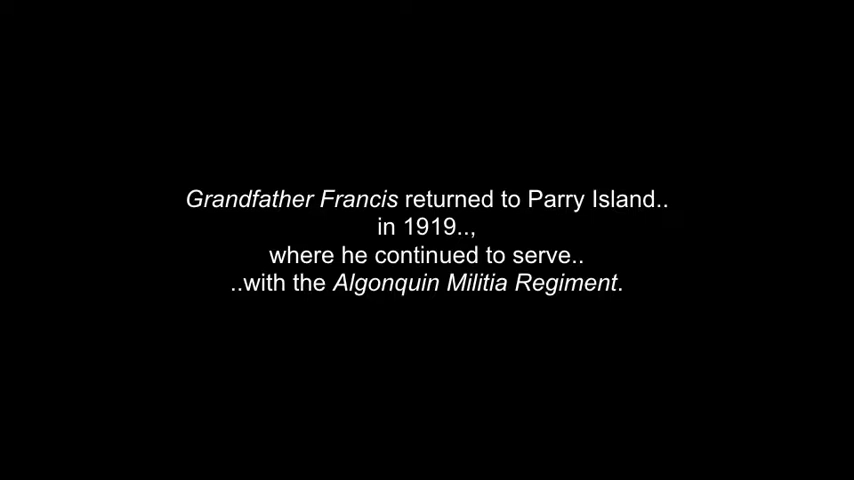 Grandfather Francis returned to Parry Island..
in 1919..,
where he continued to serve..
..with the Algonquin Militia Regiment.